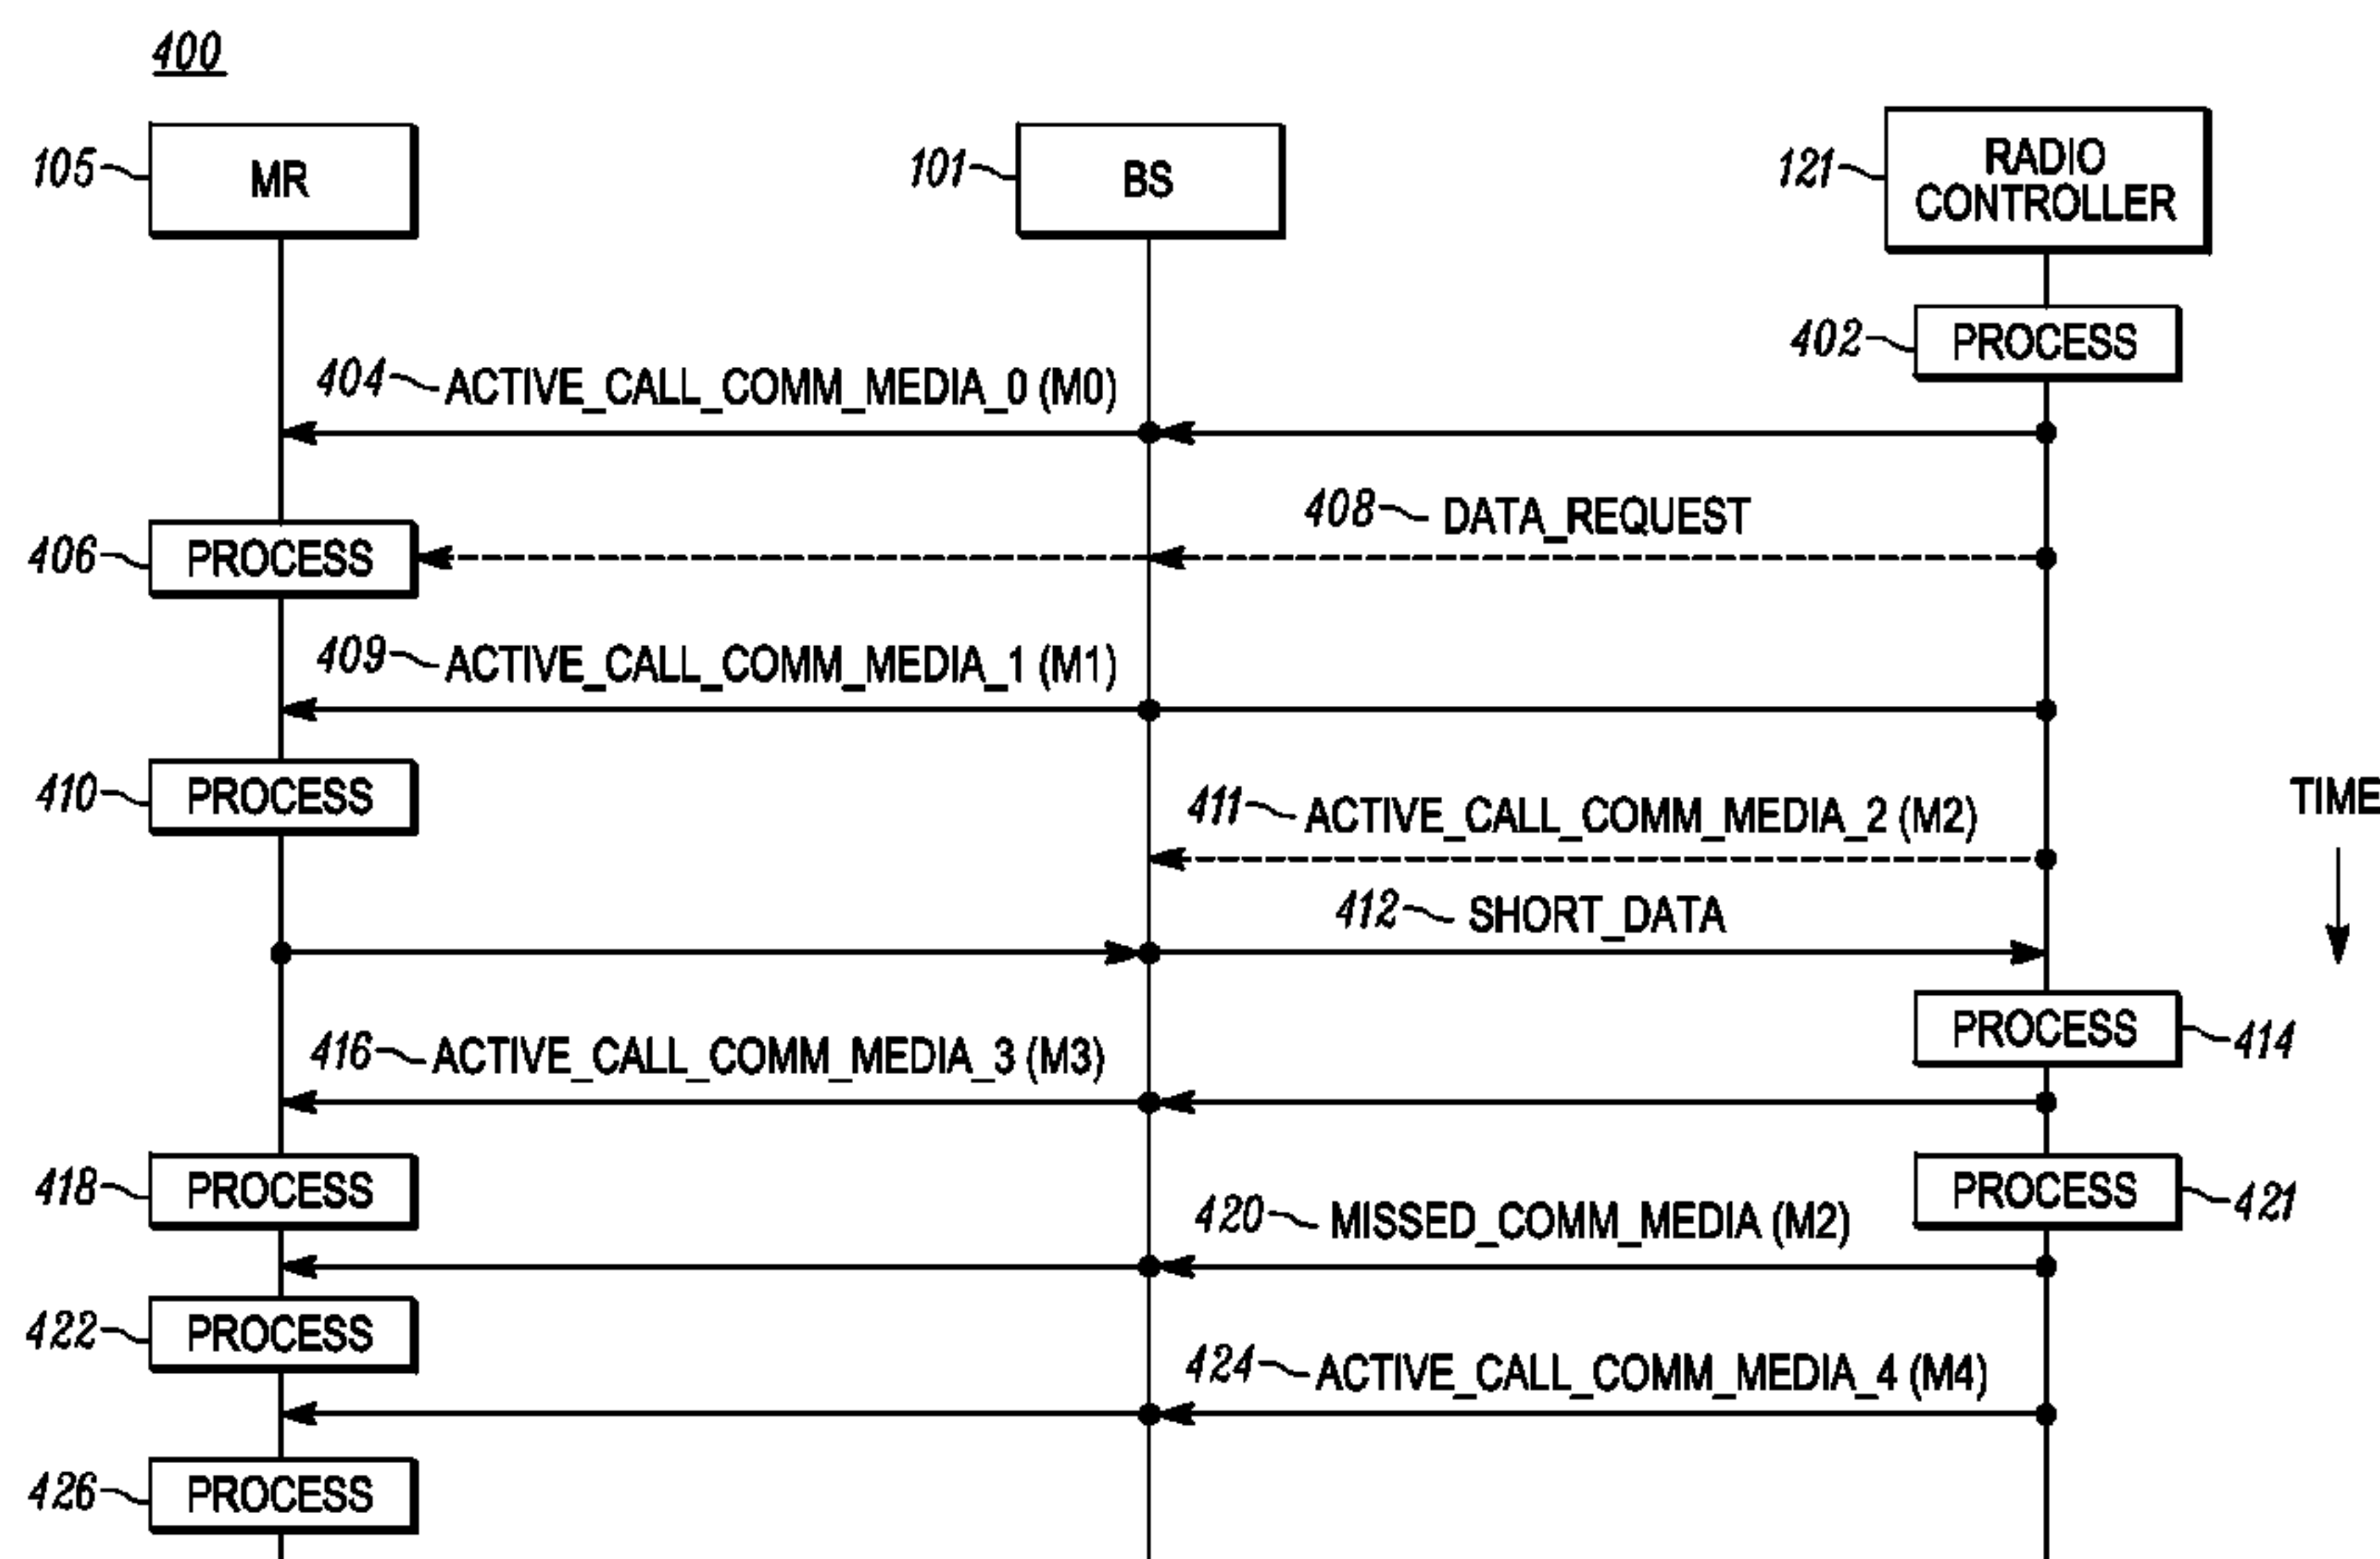 400
105 MR
101 BS
121 RADIO
CONTROLLER
402 PROCESS
404 ACTIVE_CALL_COMM_MEDIA_0 (M0)
408 DATA_REQUEST
406 PROCESS
409 ACTIVE_CALL_COMM_MEDIA_1 (M1)
410 PROCESS
TIME
411 ACTIVE_CALL_COMM_MEDIA_2 (M2)
412 SHORT_DATA
PROCESS 414
416 ACTIVE_CALL_COMM_MEDIA_3 (M3)
418 PROCESS
PROCESS 421
420 MISSED_COMM_MEDIA (M2)
422 PROCESS
424 ACTIVE_CALL_COMM_MEDIA_4 (M4)
426 PROCESS